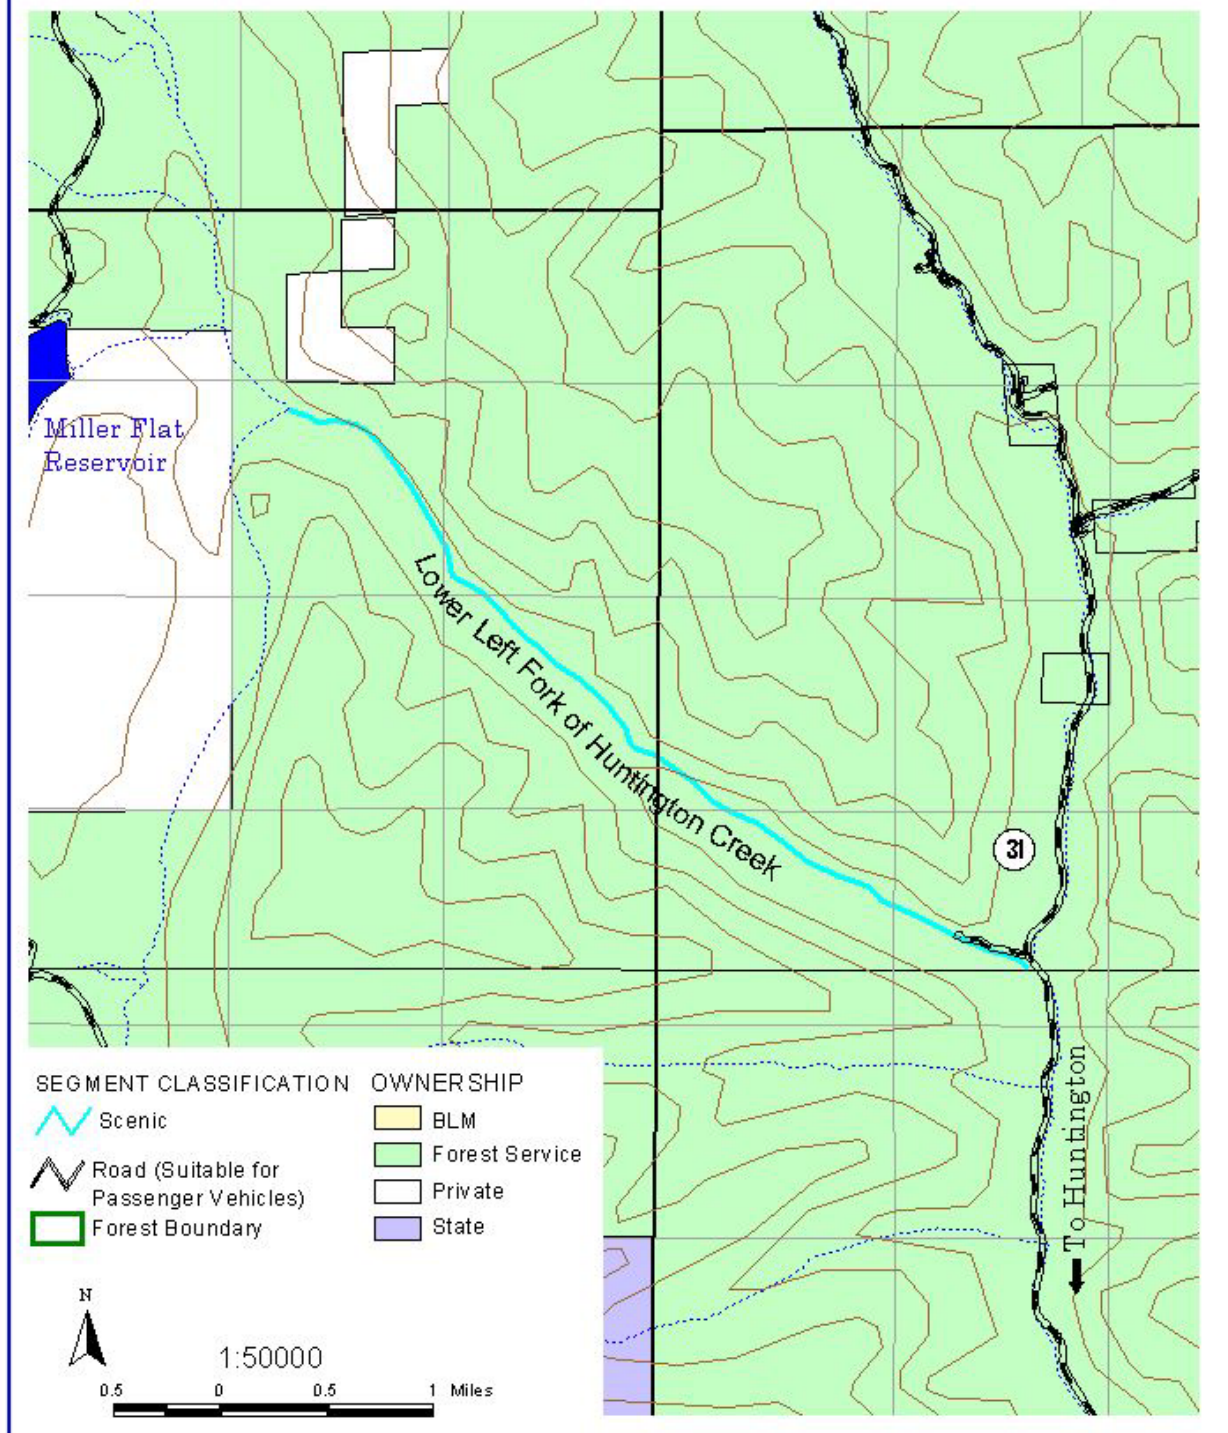 Miller Flat
Reservoir
Lower Left Fork of Huntington Creek
31
To Huntington
SEGMENT CLASSIFICATION
Scenic
Road (Suitable for
Passenger Vehicles)
Forest Boundary
OWNERSHIP
BLM
Forest Service
Private
State
N
1:50000
0.5 0 0.5 1 Miles